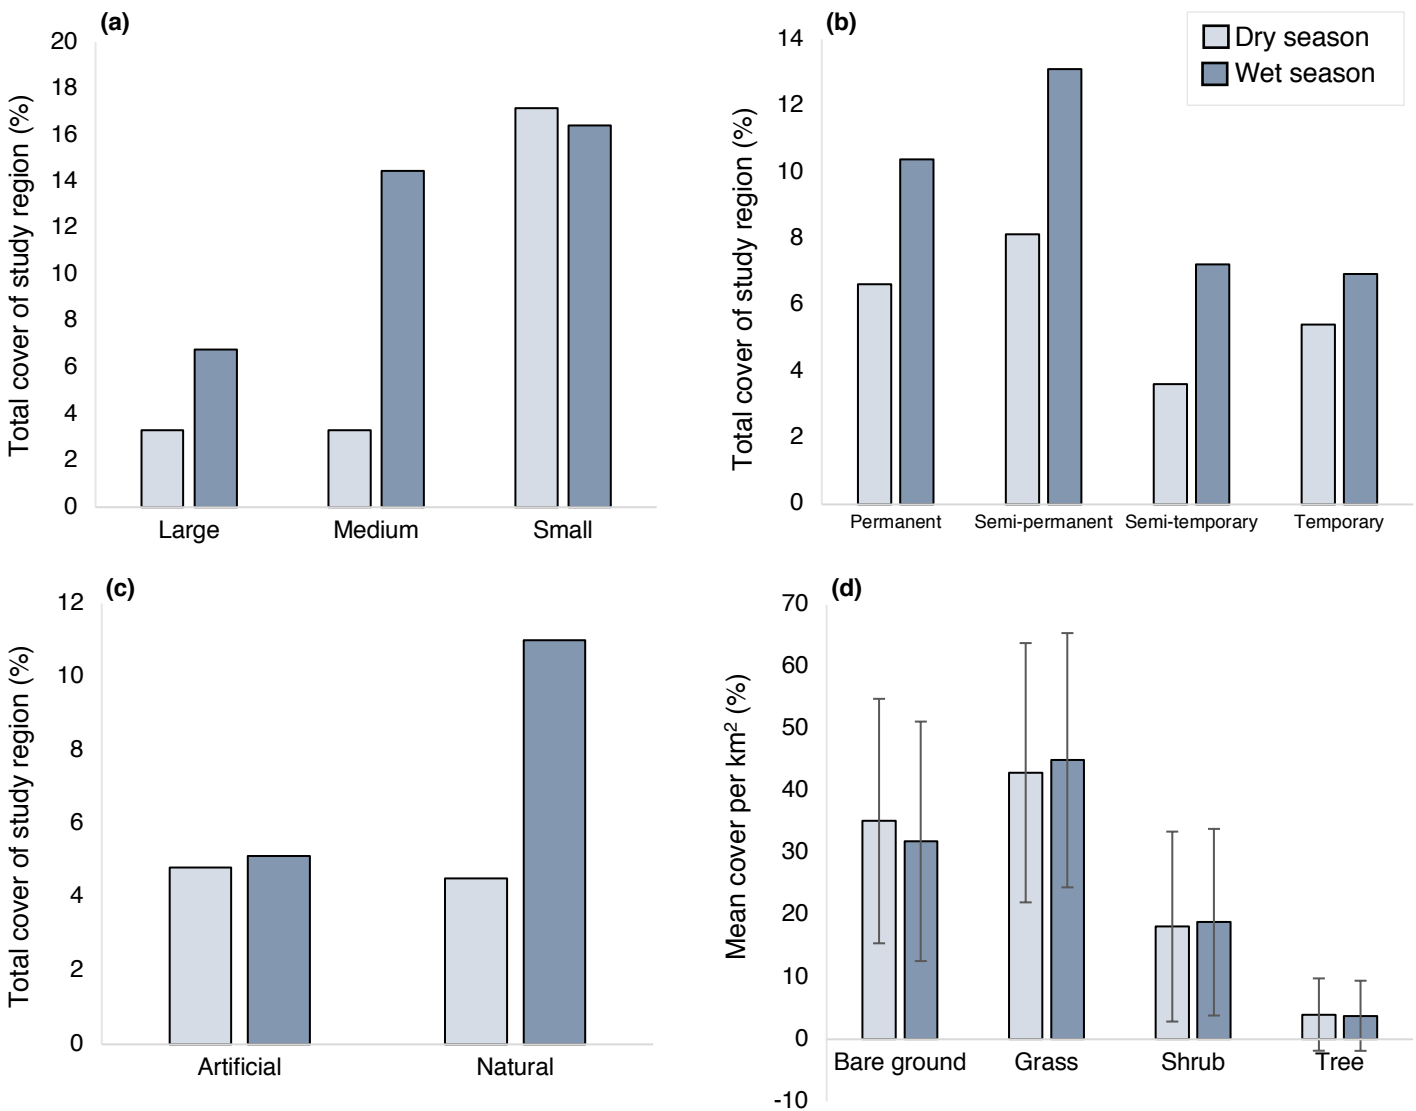 (a)
Total cover of study region (%)
20
18
16
14
12
10
8
6
4
2
0
Large Medium Small
(b)
Dry season
Wet season
Total cover of study region (%)
14
12
10
8
6
4
2
0
Permanent Semi-permanent Semi-temporary Temporary
(c)
Total cover of study region (%)
12
10
8
6
4
2
0
Artificial Natural
(d)
Mean cover per km² (%)
70
60
50
40
30
20
10
0
-10
Bare ground Grass Shrub Tree